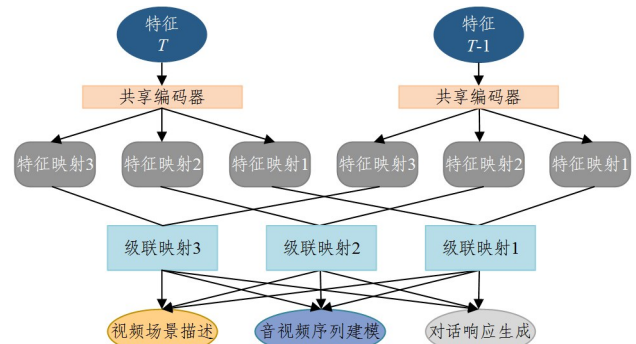 特征
T
特征
T-1
共享编码器
共享编码器
特征映射3
特征映射2
特征映射1
特征映射3
特征映射2
特征映射1
级联映射3
级联映射2
级联映射1
视频场景描述
音视频序列建模
对话响应生成